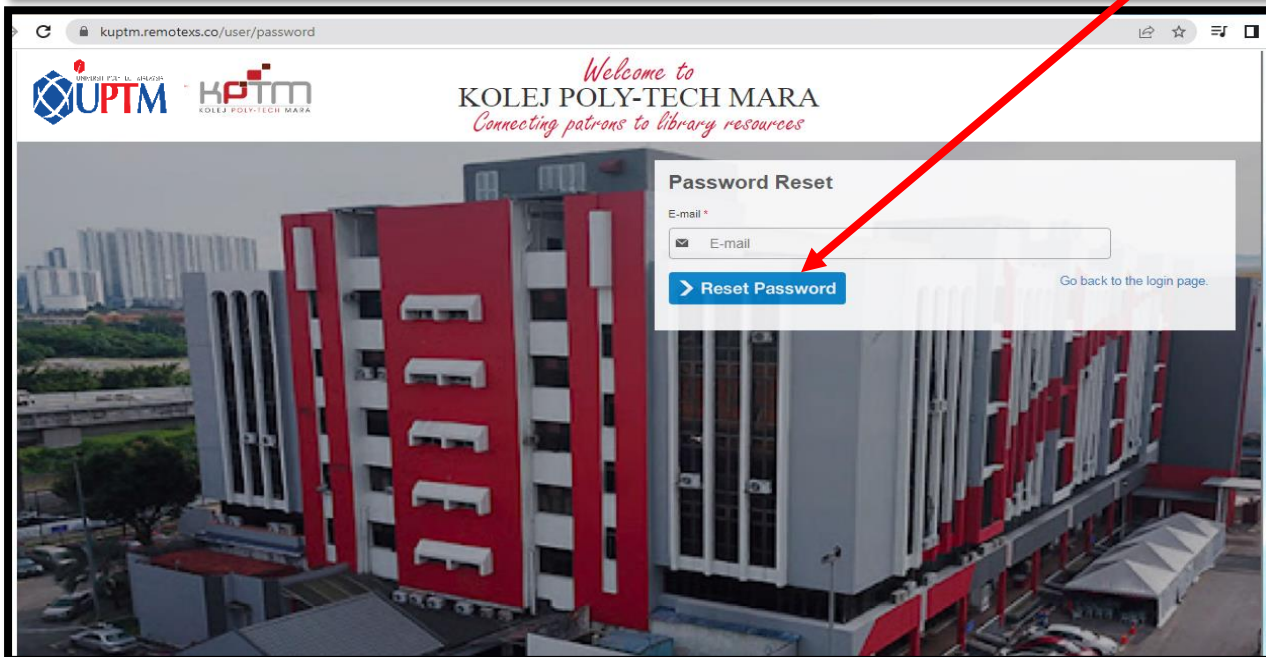 kuptm.remotexs.co/user/password
UPTM
KPTM
KOLEJ POLY-TECH MARA
Welcome to
KOLEJ POLY-TECH MARA
Connecting patrons to library resources
Password Reset
E-mail *
E-mail
Reset Password
Go back to the login page.